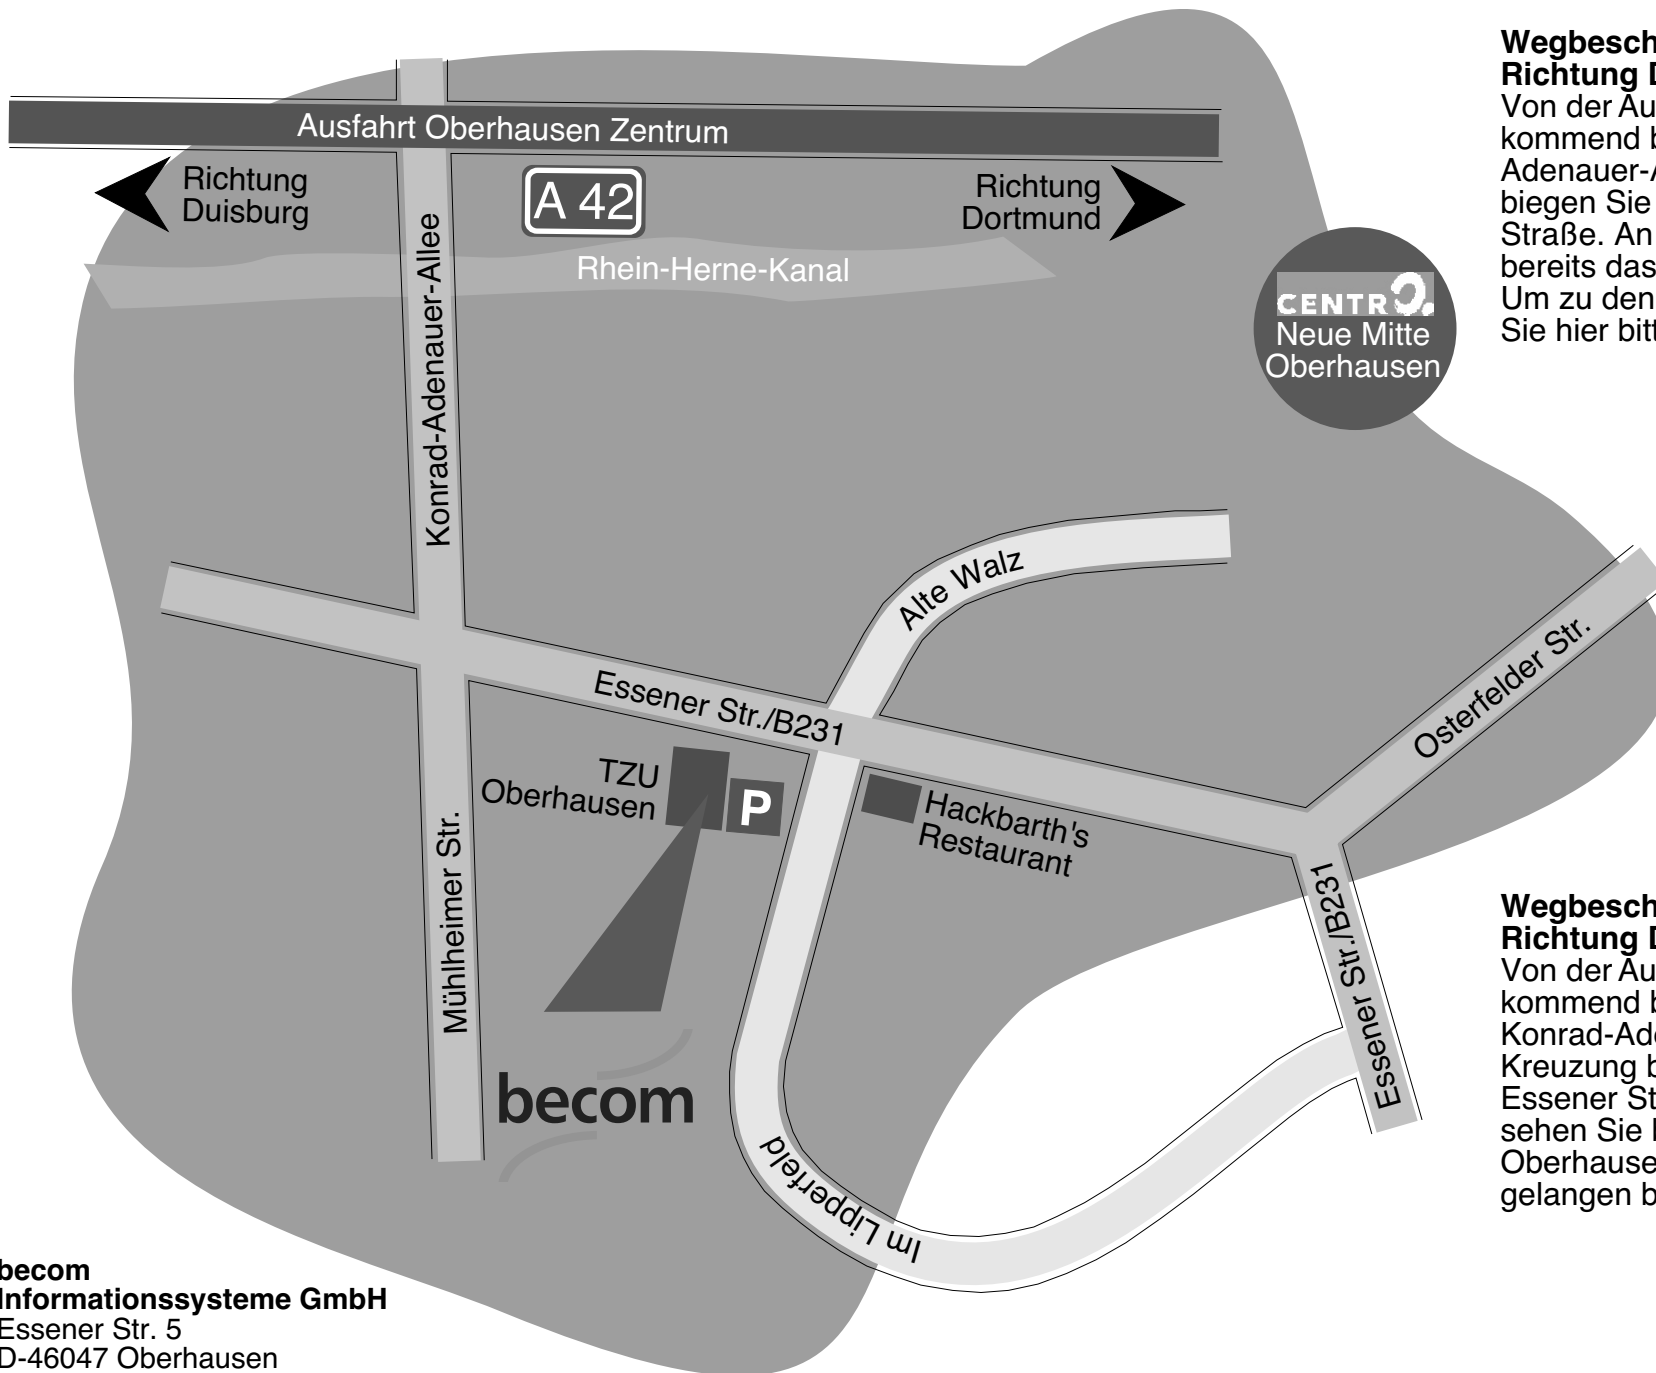 Ausfahrt Oberhausen Zentrum
Richtung
Duisburg
A 42
Richtung
Dortmund
Rhein-Herne-Kanal
Konrad-Adenauer-Allee
CENTRO.
Neue Mitte
Oberhausen
Alte Walz
Essener Str./B231
Osterfelder Str.
TZU
Oberhausen
P
Hackbarth's
Restaurant
Mühlheimer Str.
Essener Str./B231
becom
Im Lipperfeld
becom
Informationssysteme GmbH
Essener Str. 5
D-46047 Oberhausen
Wegbesch
Richtung D
Von der Au
kommend b
Adenauer-A
biegen Sie
Straße. An
bereits das
Um zu den
Sie hier bitt
Wegbesch
Richtung D
Von der Au
kommend b
Konrad-Ade
Kreuzung b
Essener St
sehen Sie b
Oberhause
gelangen b